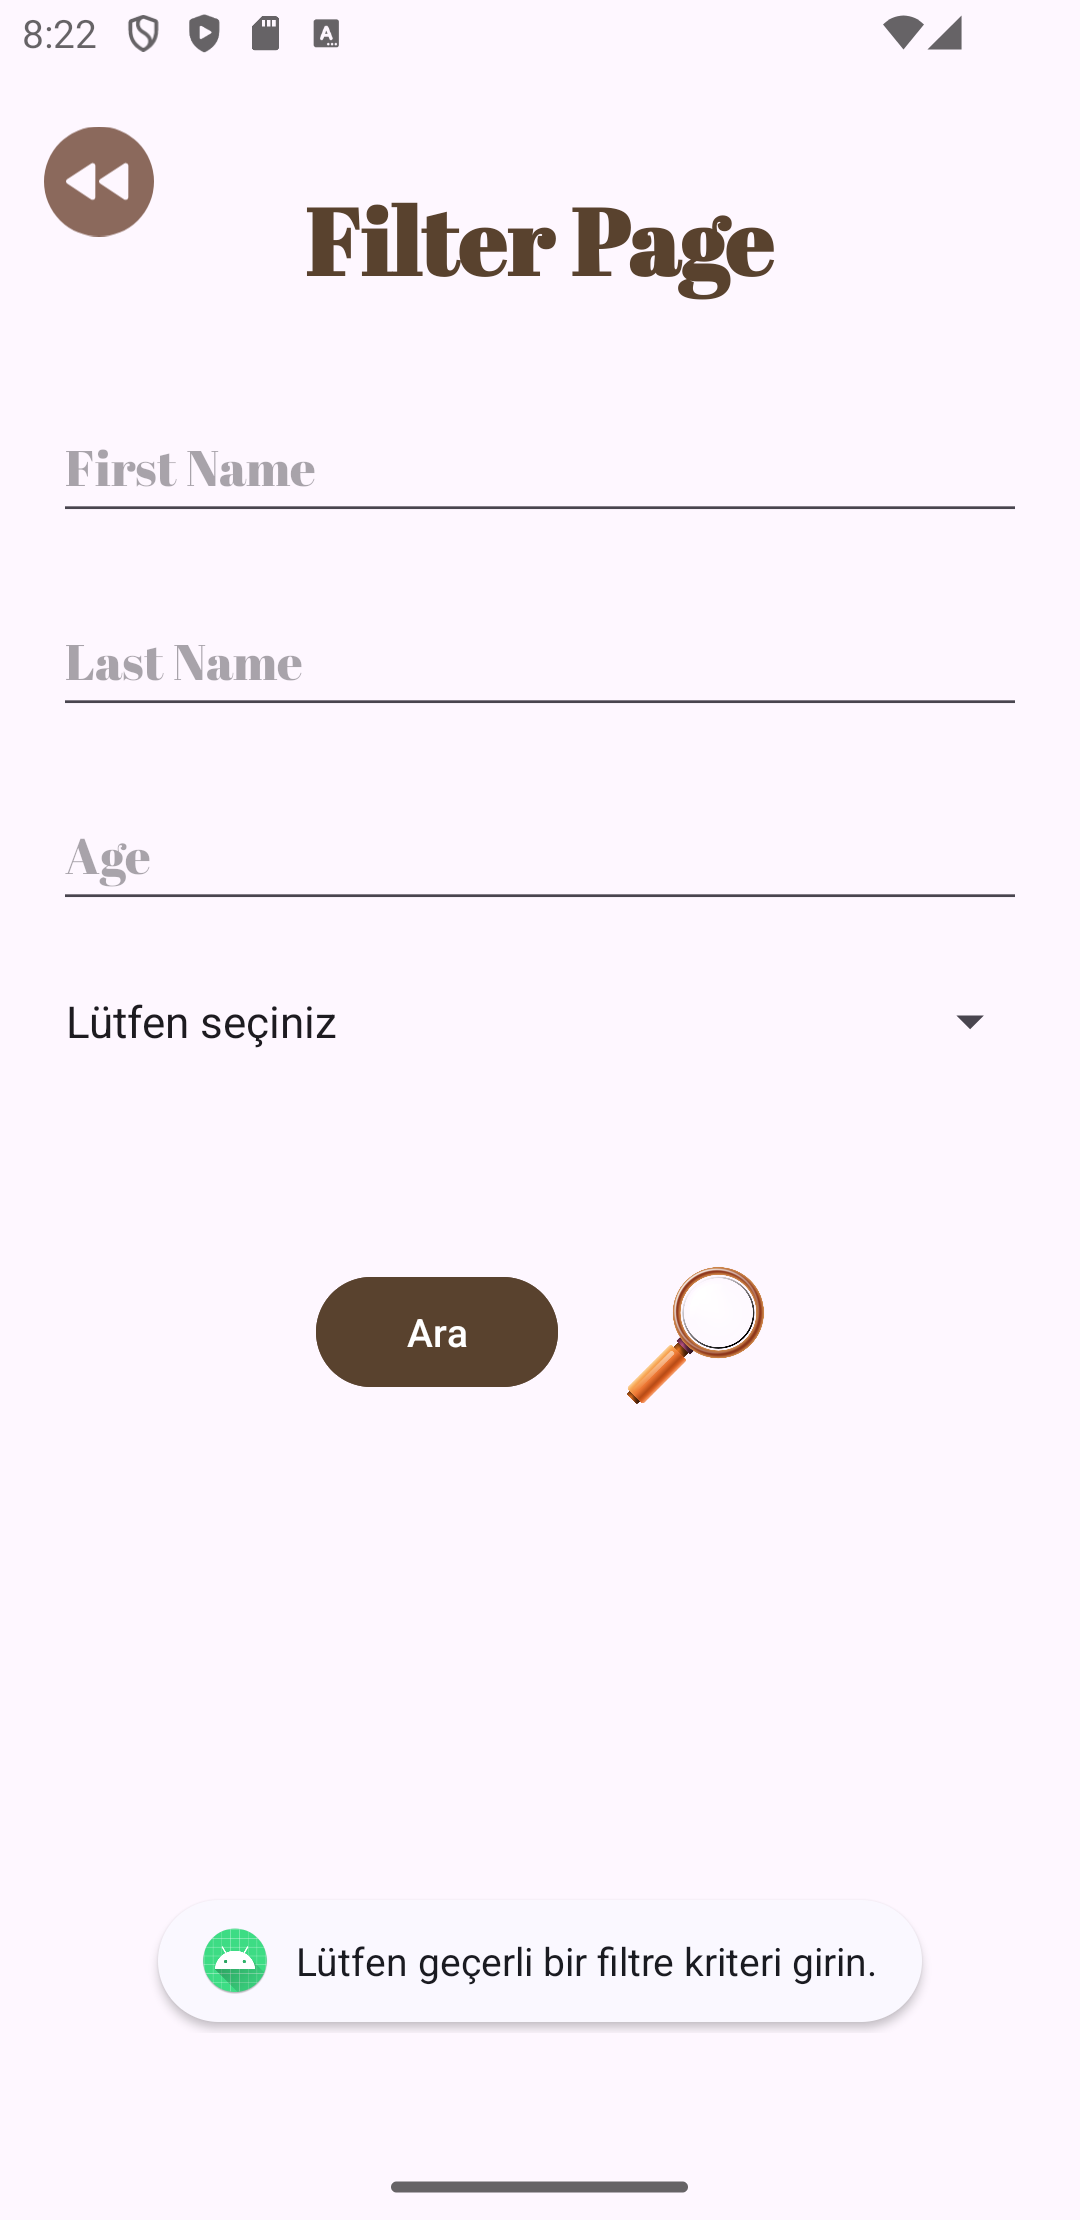 8:22
Filter Page
First Name
Last Name
Age
Lütfen seçiniz
Ara
Lütfen geçerli bir filtre kriteri girin.